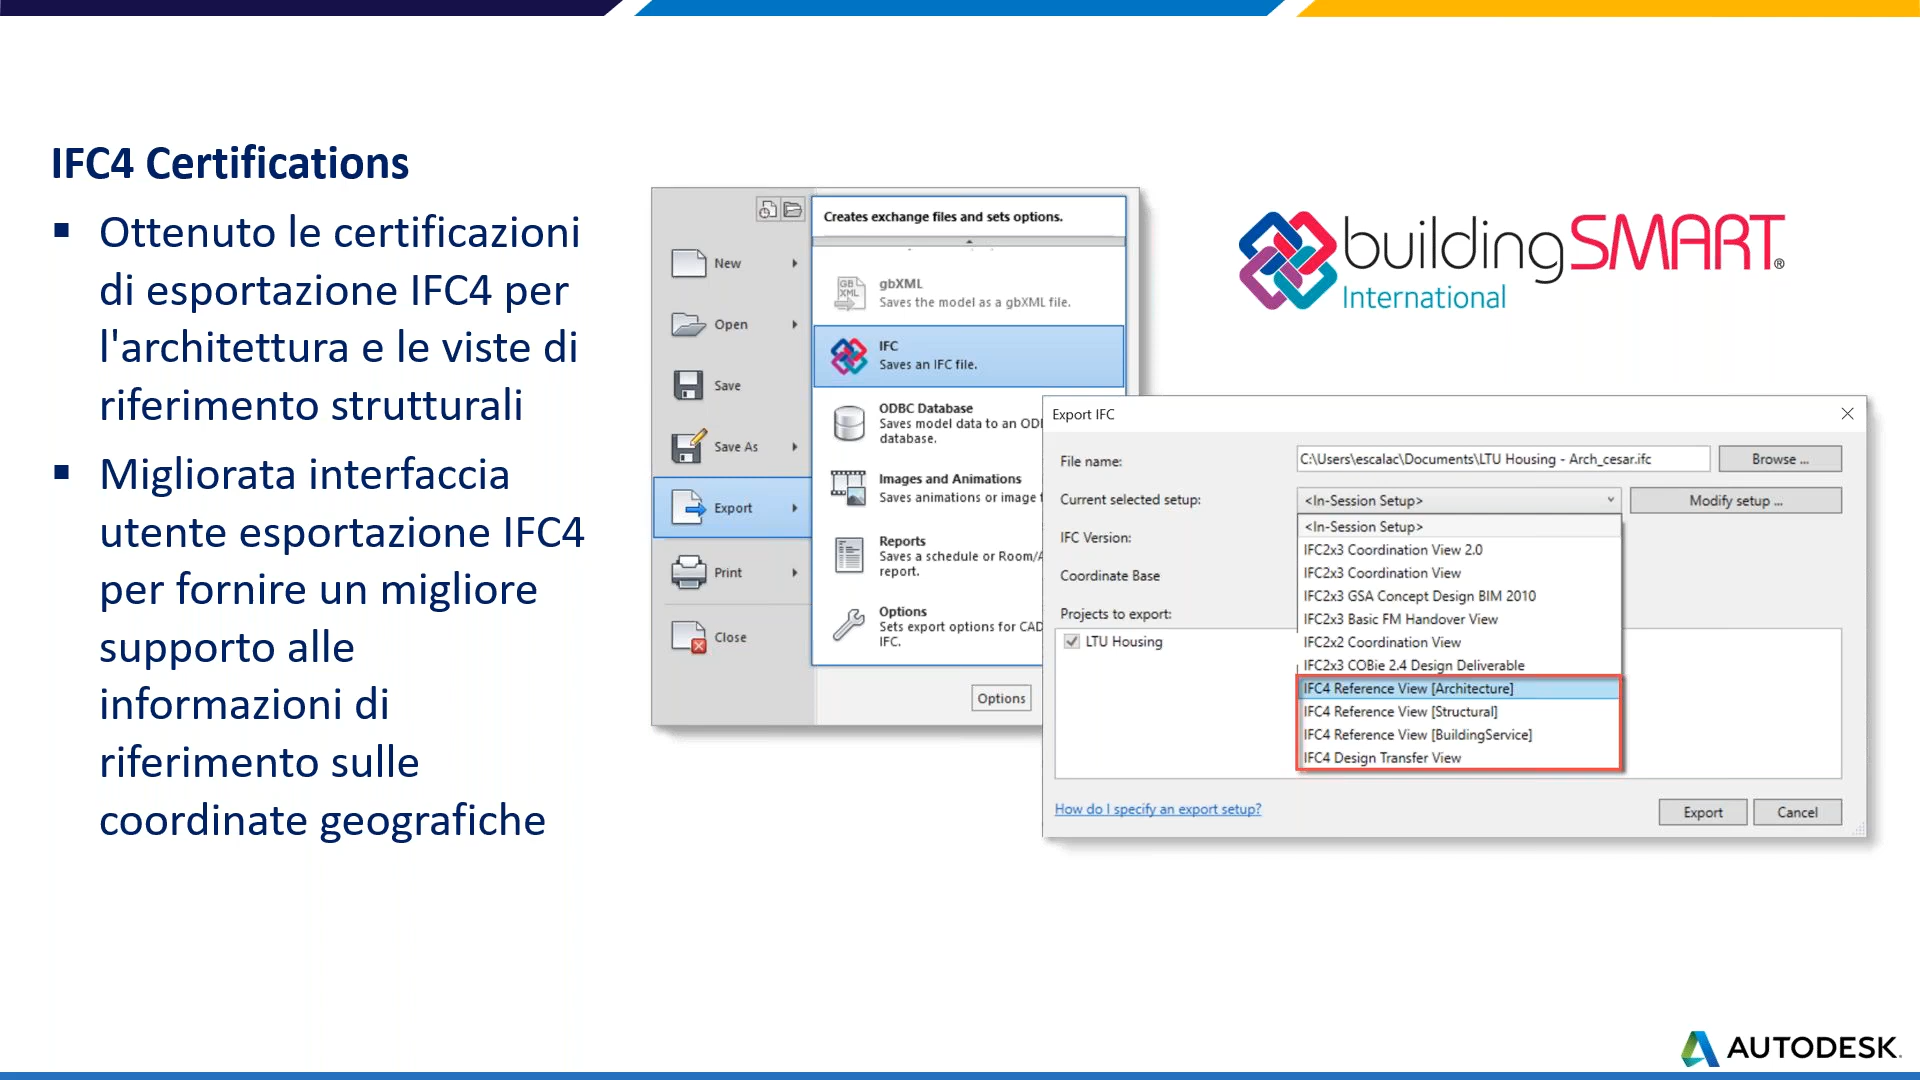 IFC4 Certifications
▪ Ottenuto le certificazioni
di esportazione IFC4 per
l'architettura e le viste di
riferimento strutturali
▪ Migliorata interfaccia
utente esportazione IFC4
per fornire un migliore
supporto alle
informazioni di
riferimento sulle
coordinate geografiche
New
Open
Save
Save As
Export
Print
Close
Creates exchange files and sets options.
GB XML
gbXML
Saves the model as a gbXML file.
IFC
Saves an IFC file.
ODBC Database
Saves model data to an
database.
Images and Animations
Saves animations or image
Reports
Saves a schedule or
report.
Options
Sets export options for CAD
IFC.
Options
buildingSMART®
International
Export IFC
File name:
C:\Users\escalac\Documents\LTU Housing - Arch_cesar.ifc
Browse ...
Current selected setup:
<In-Session Setup>
Modify setup ...
<In-Session Setup>
IFC2x3 Coordination View 2.0
IFC2x3 Coordination View
IFC2x3 GSA Concept Design BIM 2010
IFC2x3 Basic FM Handover View
IFC2x2 Coordination View
IFC2x3 COBie 2.4 Design Deliverable
IFC4 Reference View [Architecture]
IFC4 Reference View [Structural]
IFC4 Reference View [BuildingService]
IFC4 Design Transfer View
IFC Version:
Coordinate Base
Projects to export:
LTU Housing
How do I specify an export setup?
Export
Cancel
AUTODESK.